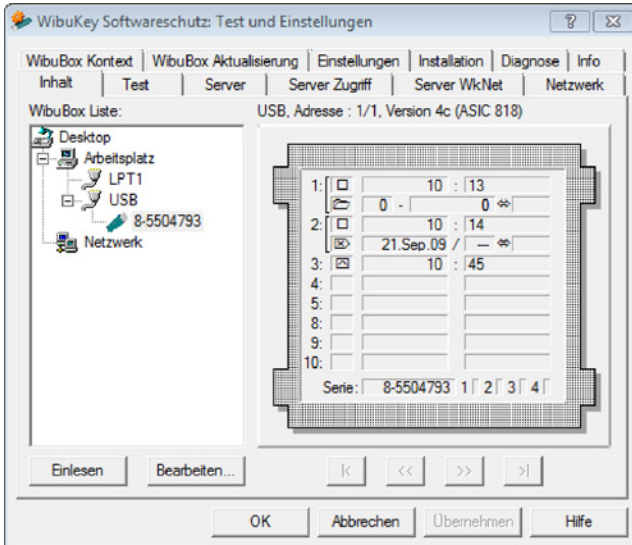 WibuKey Softwareschutz: Test und Einstellungen
WibuBox Kontext WibuBox Aktualisierung Einstellungen Installation Diagnose Info
Inhalt Test Server Server Zugriff Server WkNet Netzwerk
WibuBox Liste: USB, Adresse : 1/1, Version 4c (ASIC 818)
Desktop
Arbeitsplatz
LPT1
USB
8-5504793
Netzwerk
1: 10 : 13
0 - 0
2: 10 : 14
21.Sep.09 / ---
3: 10 : 45
4:
5:
8:
9:
10:
Serie: 8-5504793 1 2 3 4
Einlesen Bearbeiten... |< << >> >|
OK Abbrechen Übernehmen Hilfe